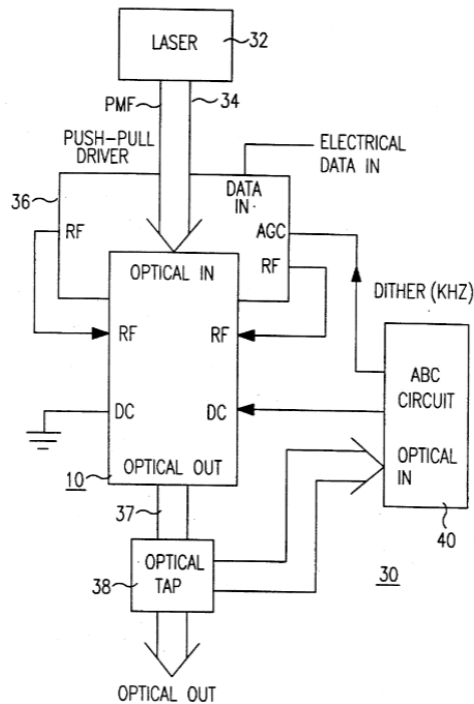 LASER
32
PMF
34
PUSH-PULL
DRIVER
ELECTRICAL
DATA IN
36
DATA
IN
RF
AGC
RF
OPTICAL IN
DITHER (KHZ)
RF
RF
ABC
CIRCUIT
DC
DC
OPTICAL
IN
OPTICAL OUT
10
37
40
OPTICAL
TAP
38
30
OPTICAL OUT